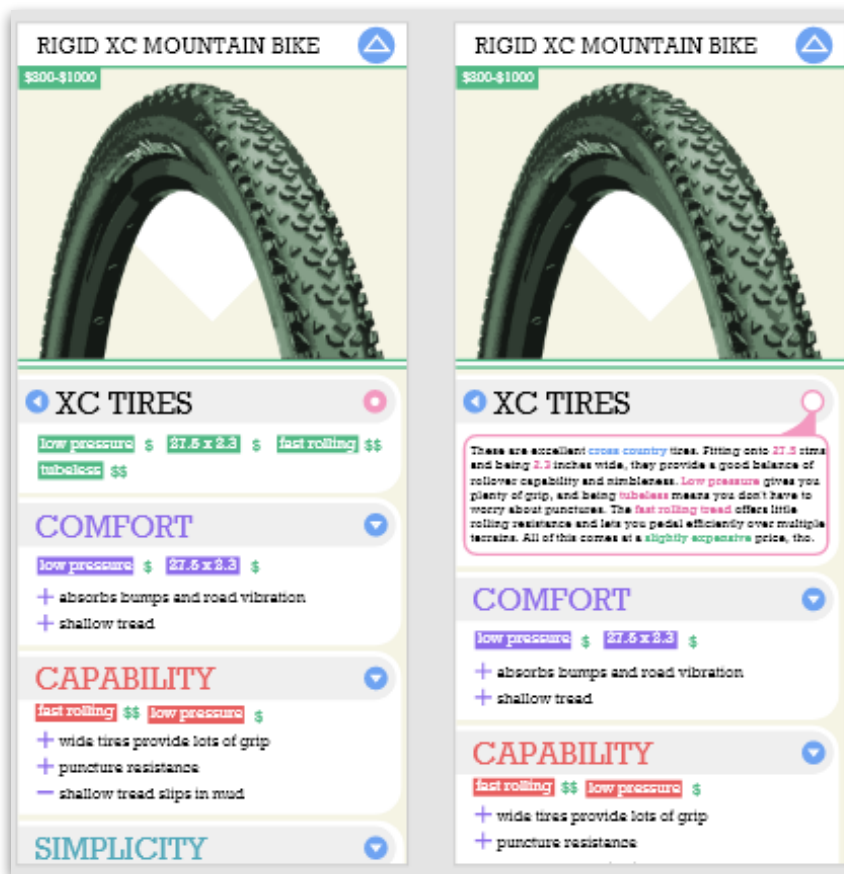 RIGID XC MOUNTAIN BIKE
$300-$1000
XC TIRES
low pressure $ 27.5 x 2.3 $ fast rolling $$
tubeless $$
COMFORT
low pressure $ 27.5 x 2.3 $
+ absorbs bumps and road vibration
+ shallow tread
CAPABILITY
fast rolling $$ low pressure $
+ wide tires provide lots of grip
+ puncture resistance
− shallow tread slips in mud
SIMPLICITY
RIGID XC MOUNTAIN BIKE
$300-$1000
XC TIRES
These are excellent cross country tires. Fitting onto 27.5 rims
and being 2.3 inches wide, they provide a good balance of
rollover capability and nimbleness. Low pressure gives you
plenty of grip, and being tubeless means you don't have to
worry about punctures. The fast rolling tread offers little
rolling resistance and lets you pedal efficiently over multiple
terrains. All of this comes at a slightly expensive price, tho.
COMFORT
low pressure $ 27.5 x 2.3 $
+ absorbs bumps and road vibration
+ shallow tread
CAPABILITY
fast rolling $$ low pressure $
+ wide tires provide lots of grip
+ puncture resistance